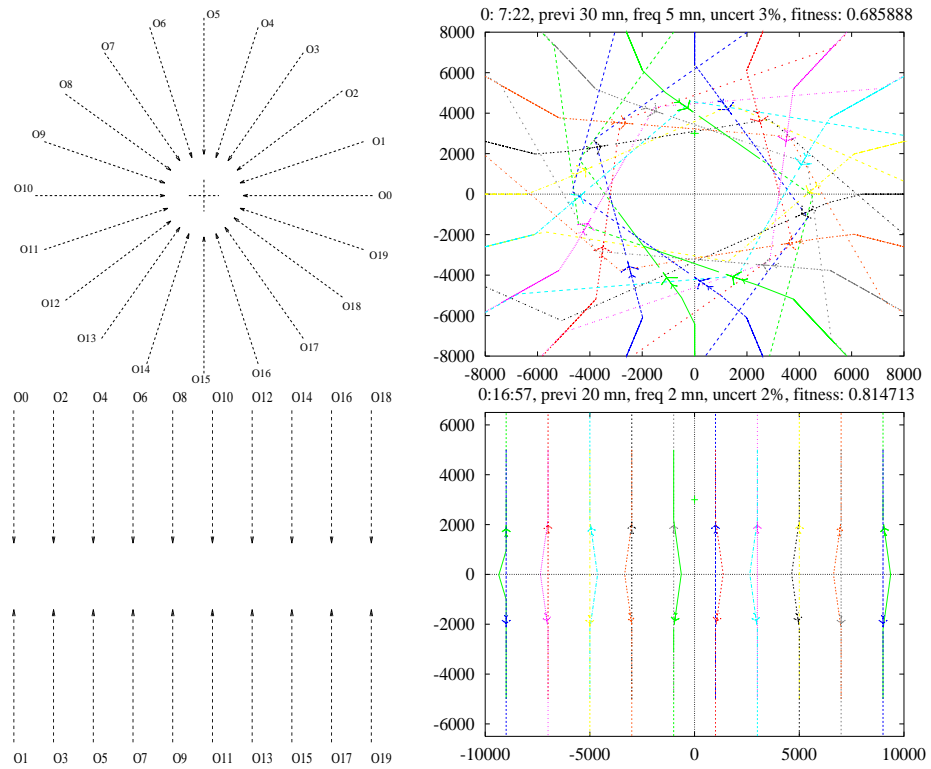 O5
O6
O4
O7
O3
O8
O2
O9
O1
O10
O0
O11
O19
O12
O18
O13
O17
O14
O16
O15
0: 7:22, previ 30 mn, freq 5 mn, uncert 3%, fitness: 0.685888
8000
6000
4000
2000
0
-2000
-4000
-6000
-8000
-8000 -6000 -4000 -2000 0 2000 4000 6000 8000
O0 O2 O4 O6 O8 O10 O12 O14 O16 O18
O1 O3 O5 O7 O9 O11 O13 O15 O17 O19
0:16:57, previ 20 mn, freq 2 mn, uncert 2%, fitness: 0.814713
6000
4000
2000
0
-2000
-4000
-6000
-10000 -5000 0 5000 10000